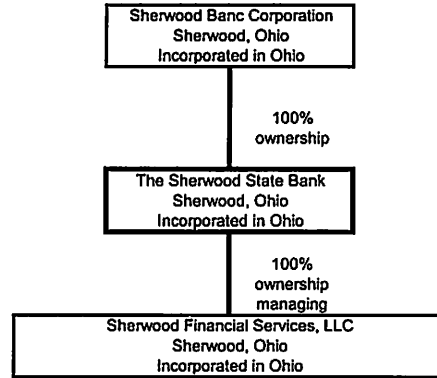 Sherwood Banc Corporation
Sherwood, Ohio
Incorporated in Ohio
100%
ownership
The Sherwood State Bank
Sherwood, Ohio
Incorporated in Ohio
100%
ownership
managing
Sherwood Financial Services, LLC
Sherwood, Ohio
Incorporated in Ohio